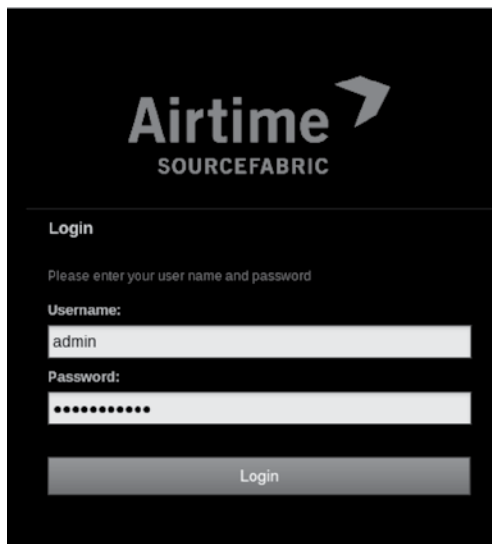 Airtime
SOURCEFABRIC
Login
Please enter your user name and password
Username:
admin
Password:
•••••••••••
Login